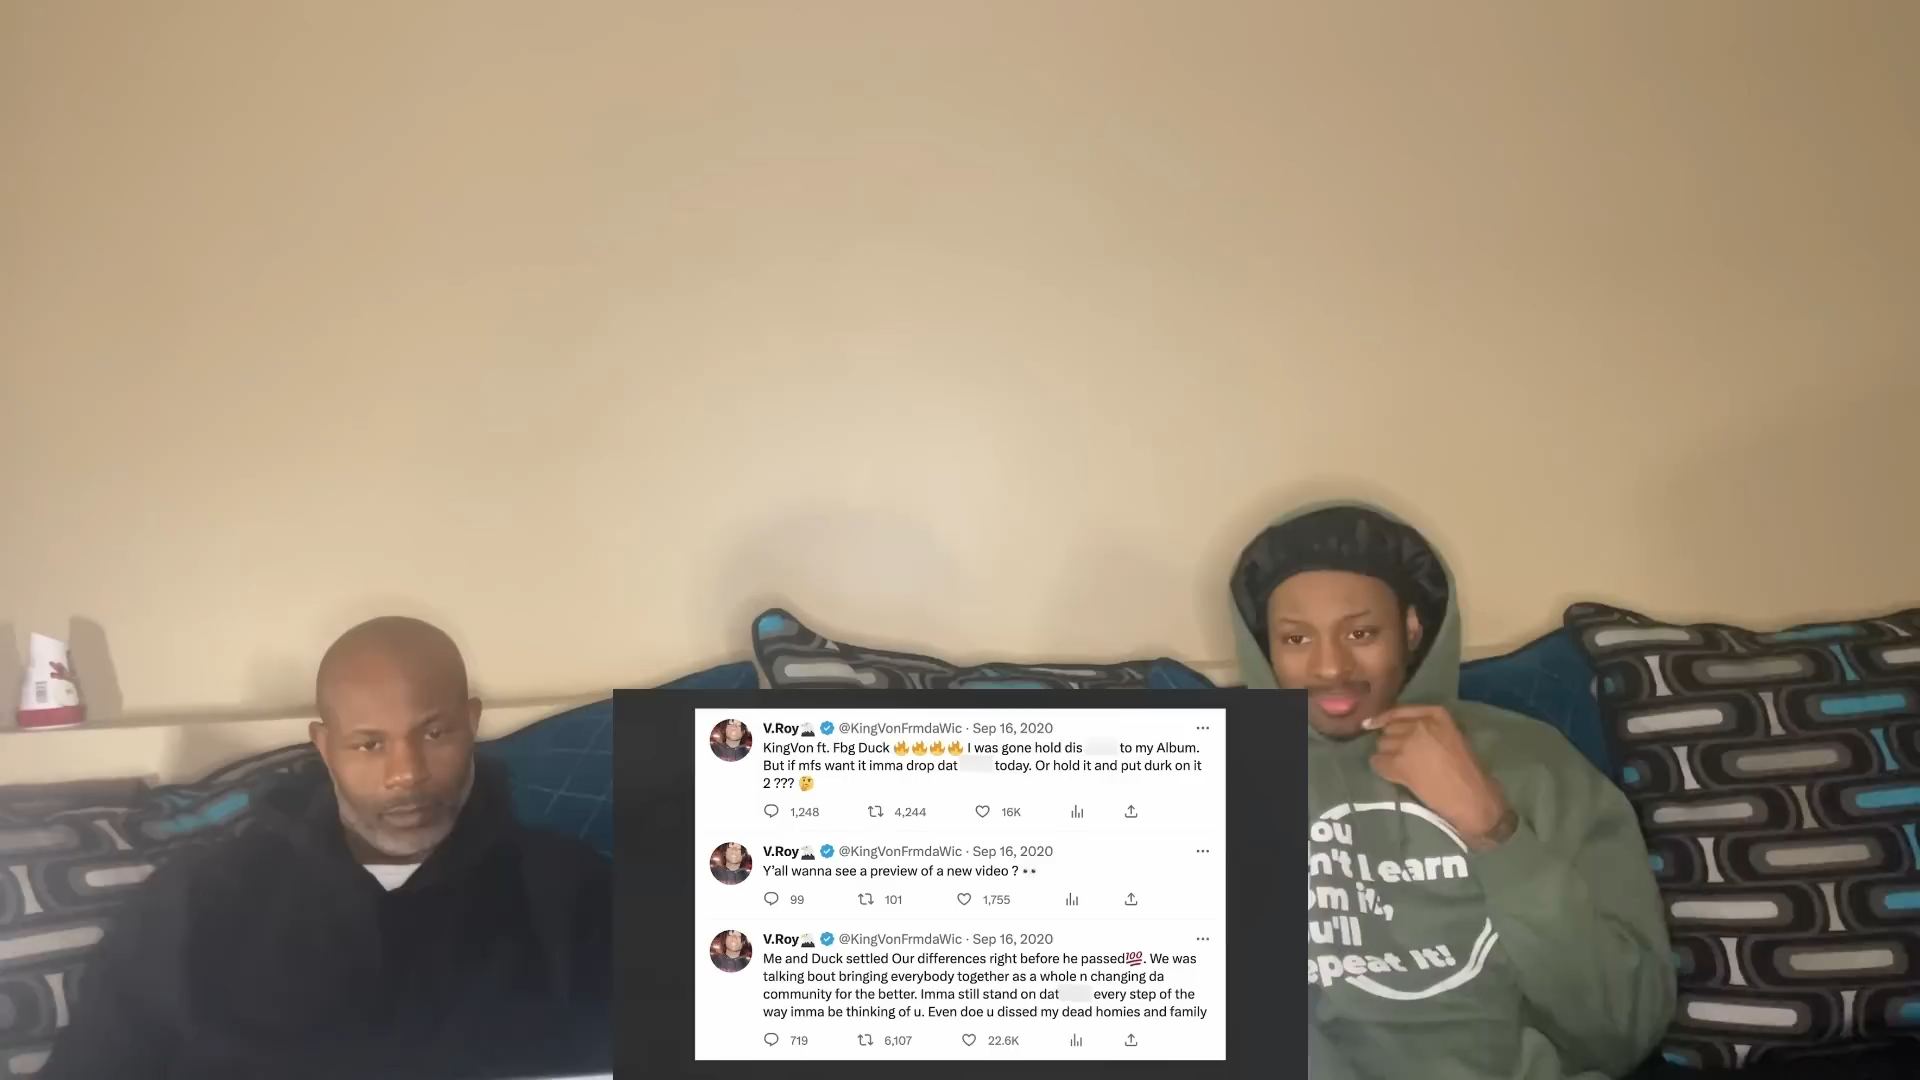 V.Roy🏔 @KingVonFrmdaWic · Sep 16, 2020
KingVon ft. Fbg Duck 🔥🔥🔥🔥 I was gone hold dis to my Album.
But if mfs want it imma drop dat today. Or hold it and put durk on it
2 ??? 🤔
1,248 4,244 16K
V.Roy🏔 @KingVonFrmdaWic · Sep 16, 2020
Y'all wanna see a preview of a new video ? 👀
99 101 1,755
V.Roy🏔 @KingVonFrmdaWic · Sep 16, 2020
Me and Duck settled Our differences right before he passed💯. We was
talking bout bringing everybody together as a whole n changing da
community for the better. Imma still stand on dat every step of the
way imma be thinking of u. Even doe u dissed my dead homies and family
719 6,107 22.6K
ou
n't Learn
om it,
u'll
epeat It!